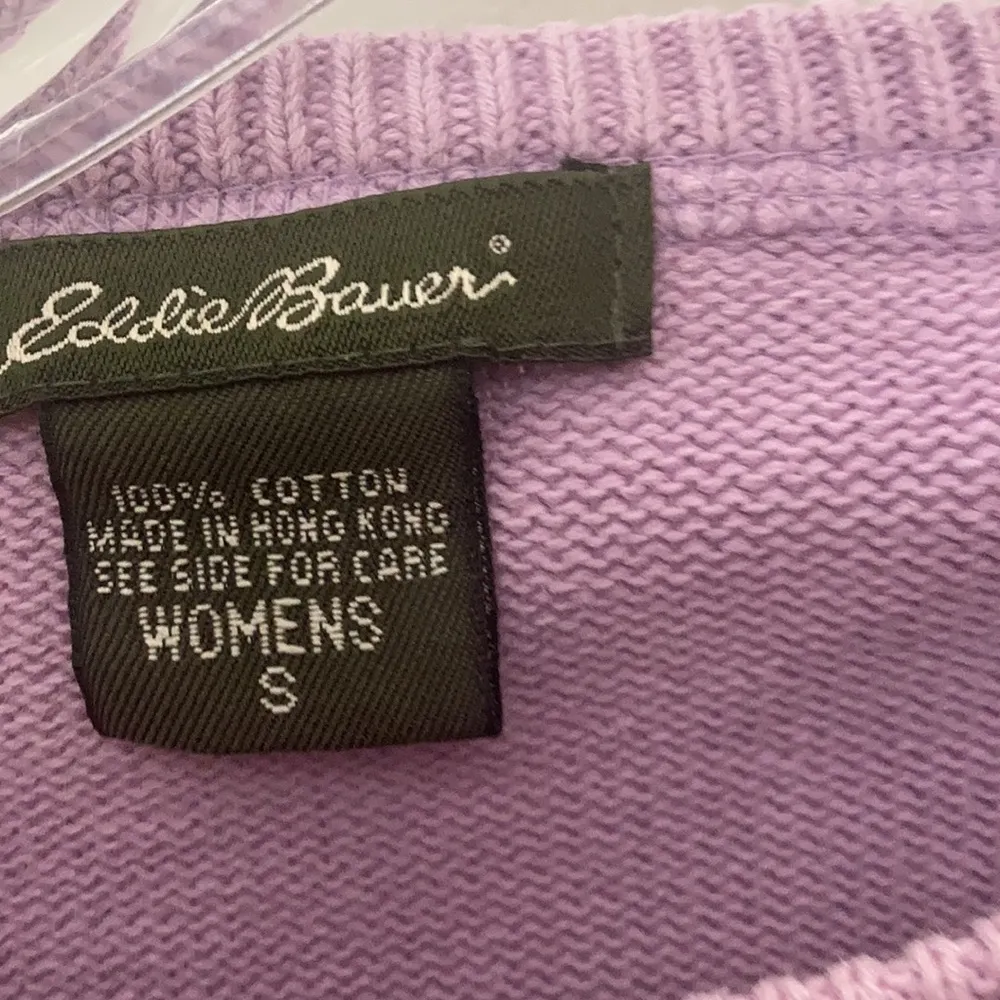 Eddie Bauer®
100% COTTON
MADE IN HONG KONG
SEE SIDE FOR CARE
WOMENS
S